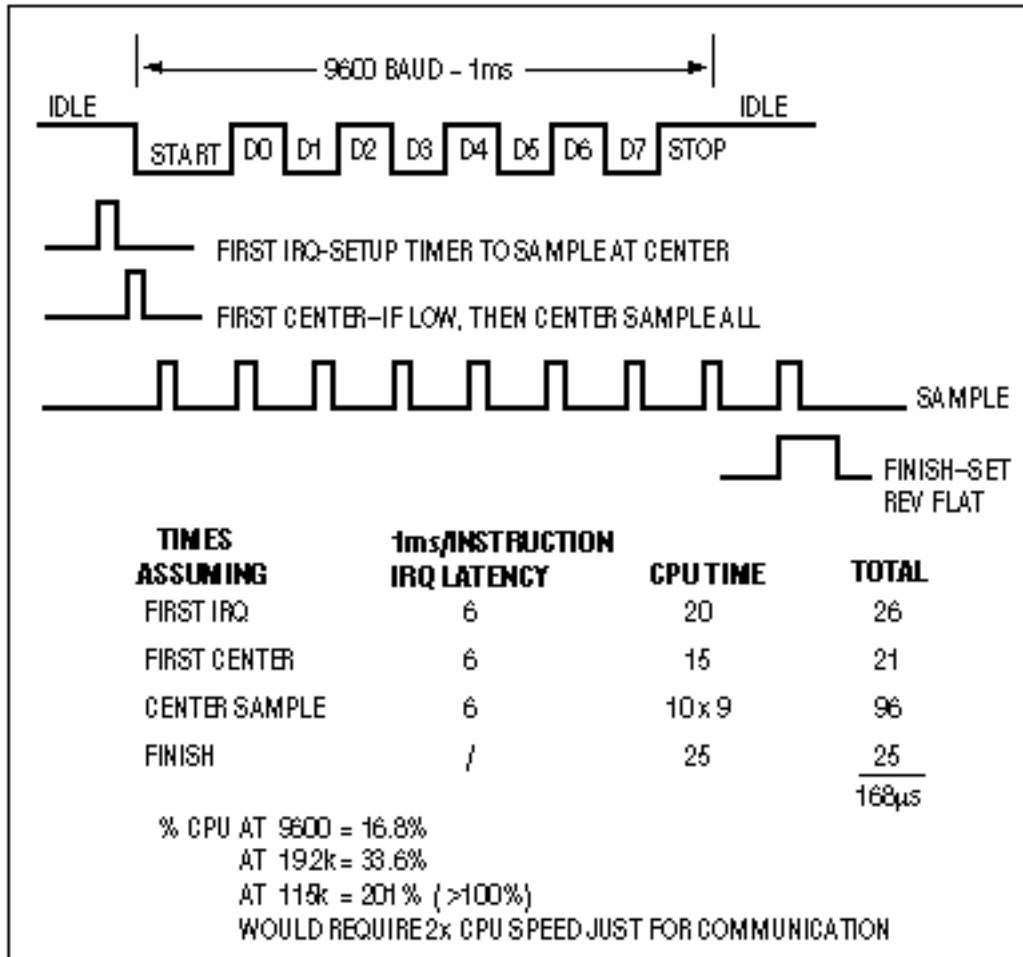 9600 BAUD – 1ms
IDLE IDLE
START D0 D1 D2 D3 D4 D5 D6 D7 STOP
FIRST IRQ-SETUP TIMER TO SAMPLE AT CENTER
FIRST CENTER–IF LOW, THEN CENTER SAMPLE ALL
SAMPLE
FINISH–SET
REV FLAT
TIMES 1ms/INSTRUCTION
ASSUMING IRQ LATENCY CPU TIME TOTAL
FIRST IRQ 6 20 26
FIRST CENTER 6 15 21
CENTER SAMPLE 6 10 x 9 96
FINISH / 25 25
168µs
% CPU AT 9600 = 16.8%
AT 19.2k = 33.6%
AT 115k = 201% (>100%)
WOULD REQUIRE 2x CPU SPEED JUST FOR COMMUNICATION